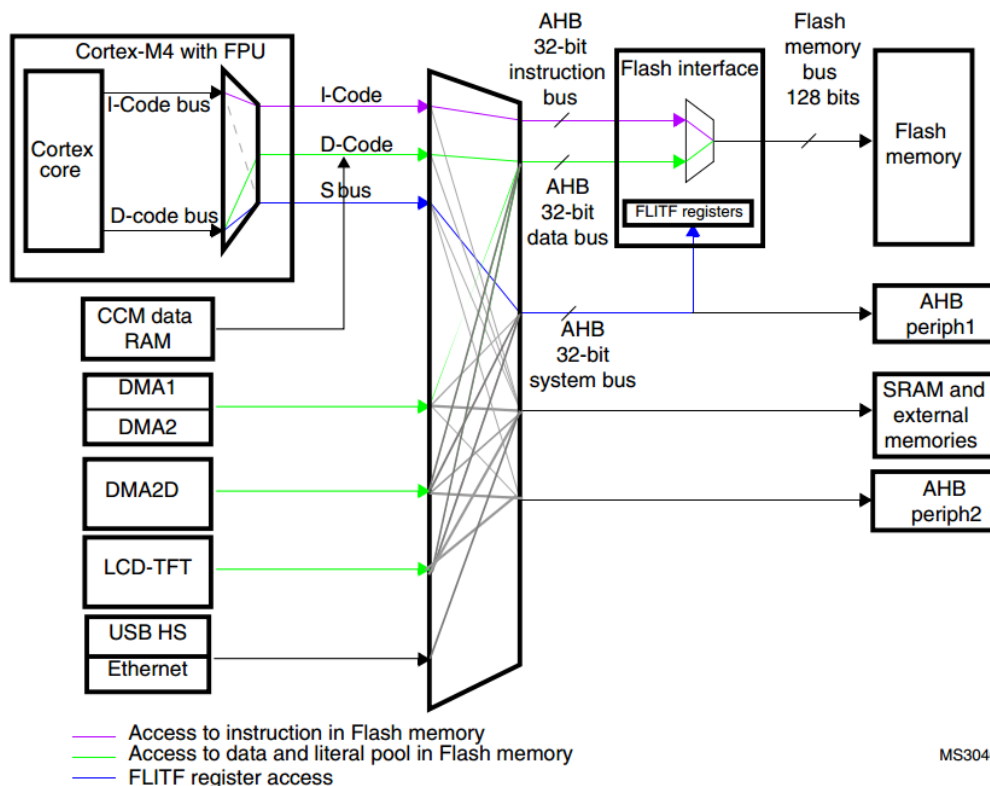 Cortex-M4 with FPU
Cortex
core
I-Code bus
D-code bus
I-Code
D-Code
S bus
CCM data
RAM
DMA1
DMA2
DMA2D
LCD-TFT
USB HS
Ethernet
AHB
32-bit
instruction
bus
AHB
32-bit
data bus
AHB
32-bit
system bus
Flash interface
FLITF registers
Flash
memory
bus
128 bits
Flash
memory
AHB
periph1
SRAM and
external
memories
AHB
periph2
Access to instruction in Flash memory
Access to data and literal pool in Flash memory
FLITF register access